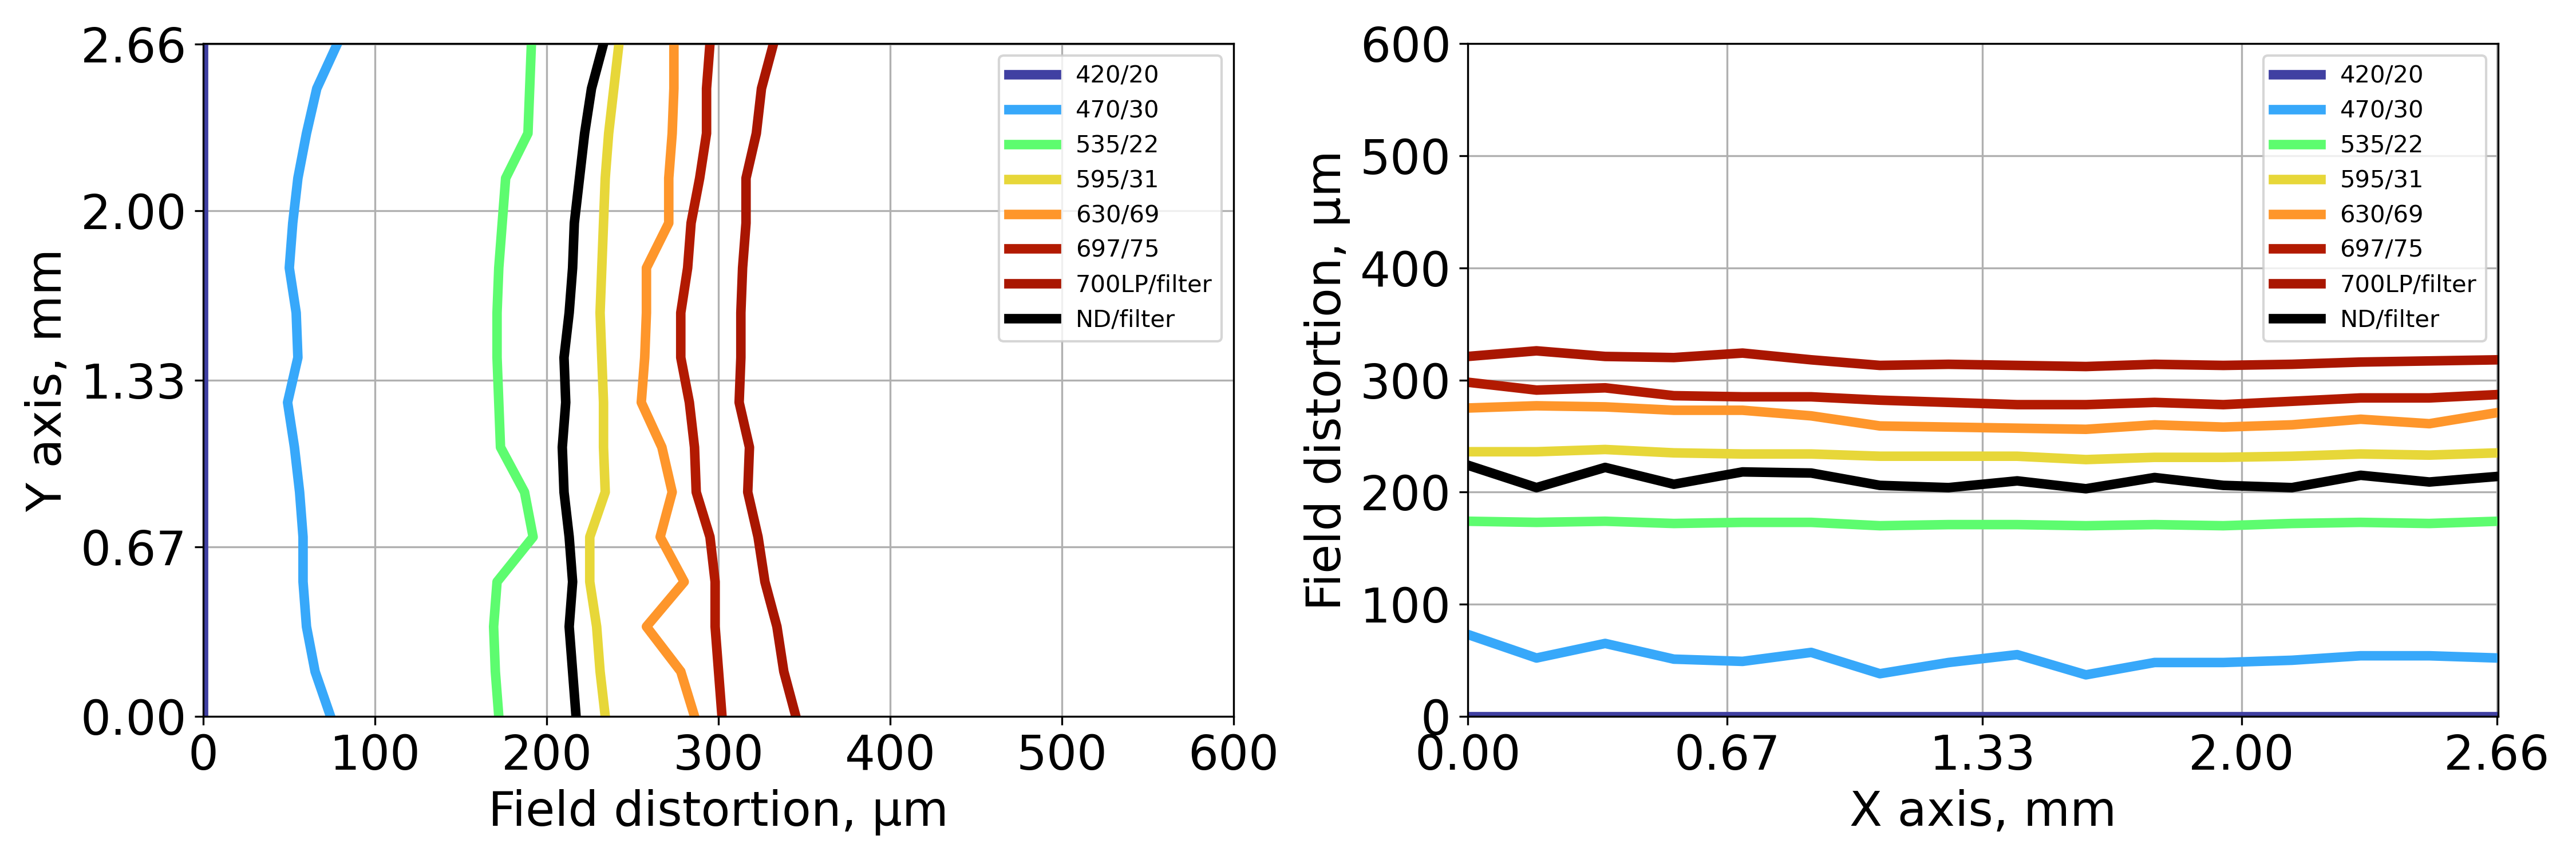 2.66
2.00
1.33
0.67
0.00
Y axis, mm
0 100 200 300 400 500 600
Field distortion, µm
420/20
470/30
535/22
595/31
630/69
697/75
700LP/filter
ND/filter
600
500
400
300
200
100
0
Field distortion, µm
0.00 0.67 1.33 2.00 2.66
X axis, mm
420/20
470/30
535/22
595/31
630/69
697/75
700LP/filter
ND/filter